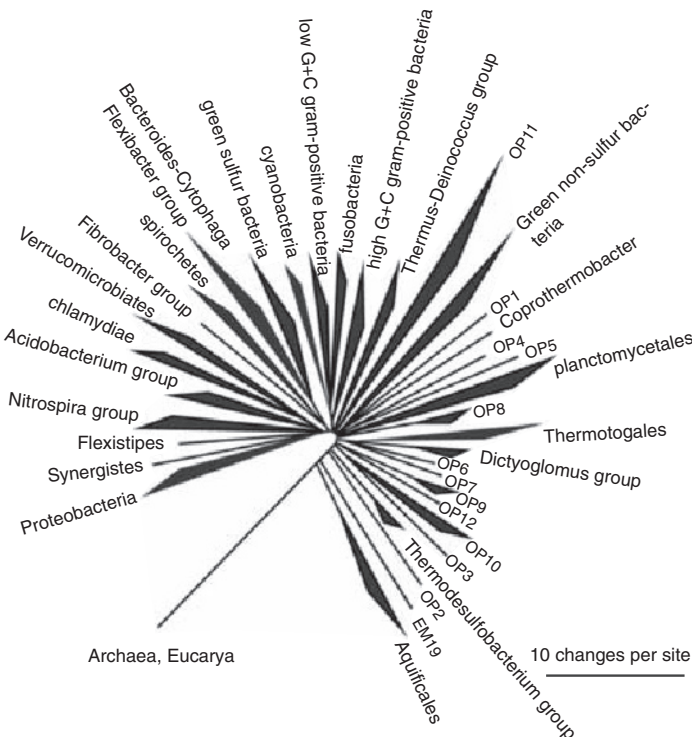 low G+C gram-positive bacteria
fusobacteria
high G+C gram-positive bacteria
Thermus-Deinococcus group
OP11
Green non-sulfur bac-
teria
OP1
Coprothermobacter
OP4
OP5
planctomycetales
OP8
Thermotogales
Dictyoglomus group
OP6
OP7
OP9
OP12
OP10
OP3
Thermodesulfobacterium group
OP2
EM19
Aquificales
Archaea, Eucarya
Proteobacteria
Synergistes
Flexistipes
Nitrospira group
Acidobacterium group
chlamydiae
Verrucomicrobiates
Fibrobacter group
spirochetes
Bacteroides-Cytophaga
Flexibacter group
green sulfur bacteria
cyanobacteria
10 changes per site